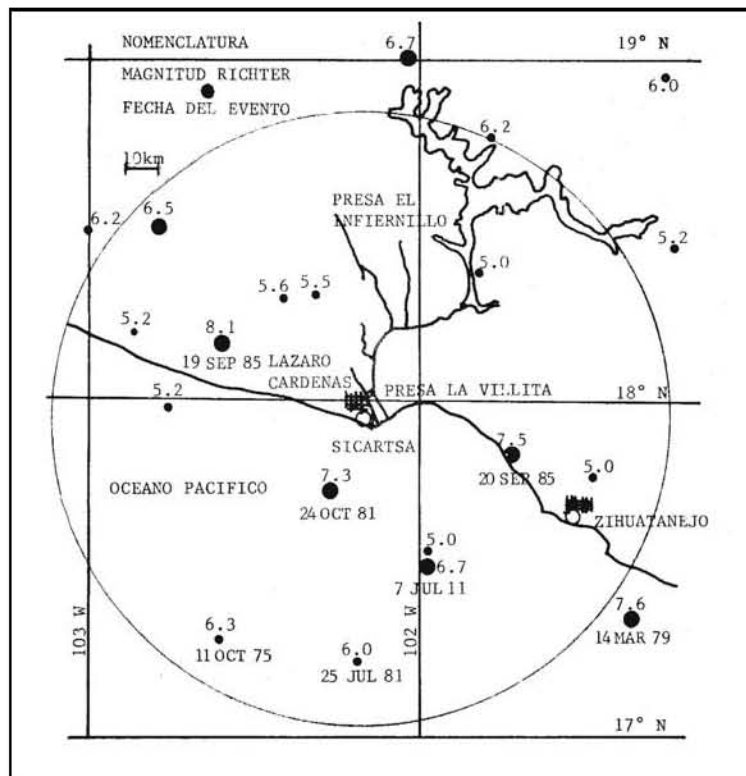 NOMENCLATURA
6.7
19° N
MAGNITUD RICHTER
6.0
FECHA DEL EVENTO
6.2
10km
PRESA EL
INFIERNILLO
6.2
6.5
5.2
5.0
5.6
5.5
5.2
8.1
19 SEP 85
LAZARO
CARDENAS
PRESA LA VILLITA
18° N
5.2
SICARTSA
7.5
20 SEP 85
5.0
OCEANO PACIFICO
7.3
24 OCT 81
ZIHUATANEJO
5.0
6.7
7 JUL 11
103 W
102 W
6.3
11 OCT 75
6.0
25 JUL 81
7.6
14 MAR 79
17° N